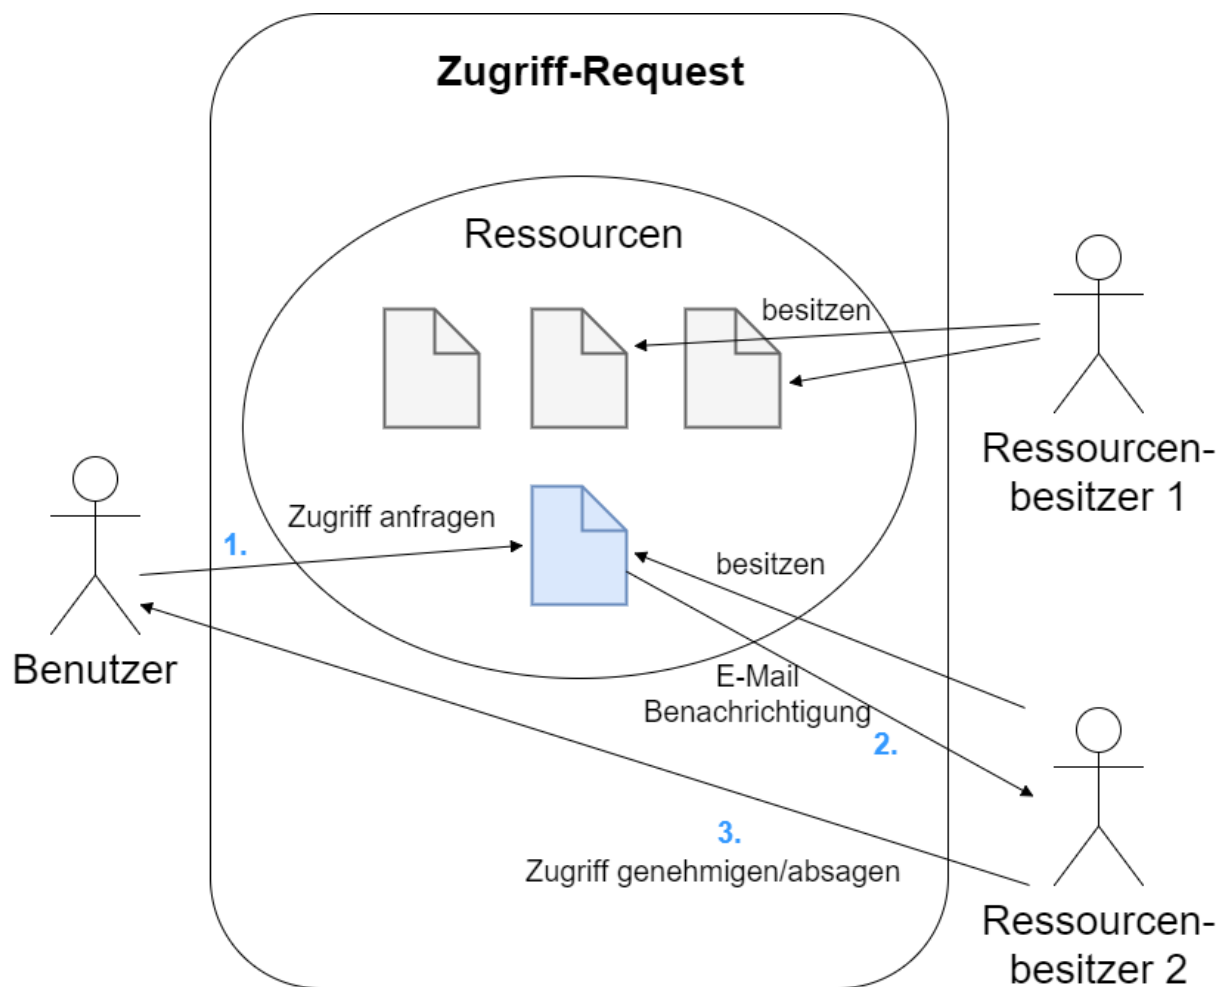 Zugriff-Request
Ressourcen
besitzen
Ressourcen-
besitzer 1
Zugriff anfragen
1.
besitzen
Benutzer
E-Mail
Benachrichtigung
2.
3.
Zugriff genehmigen/absagen
Ressourcen-
besitzer 2